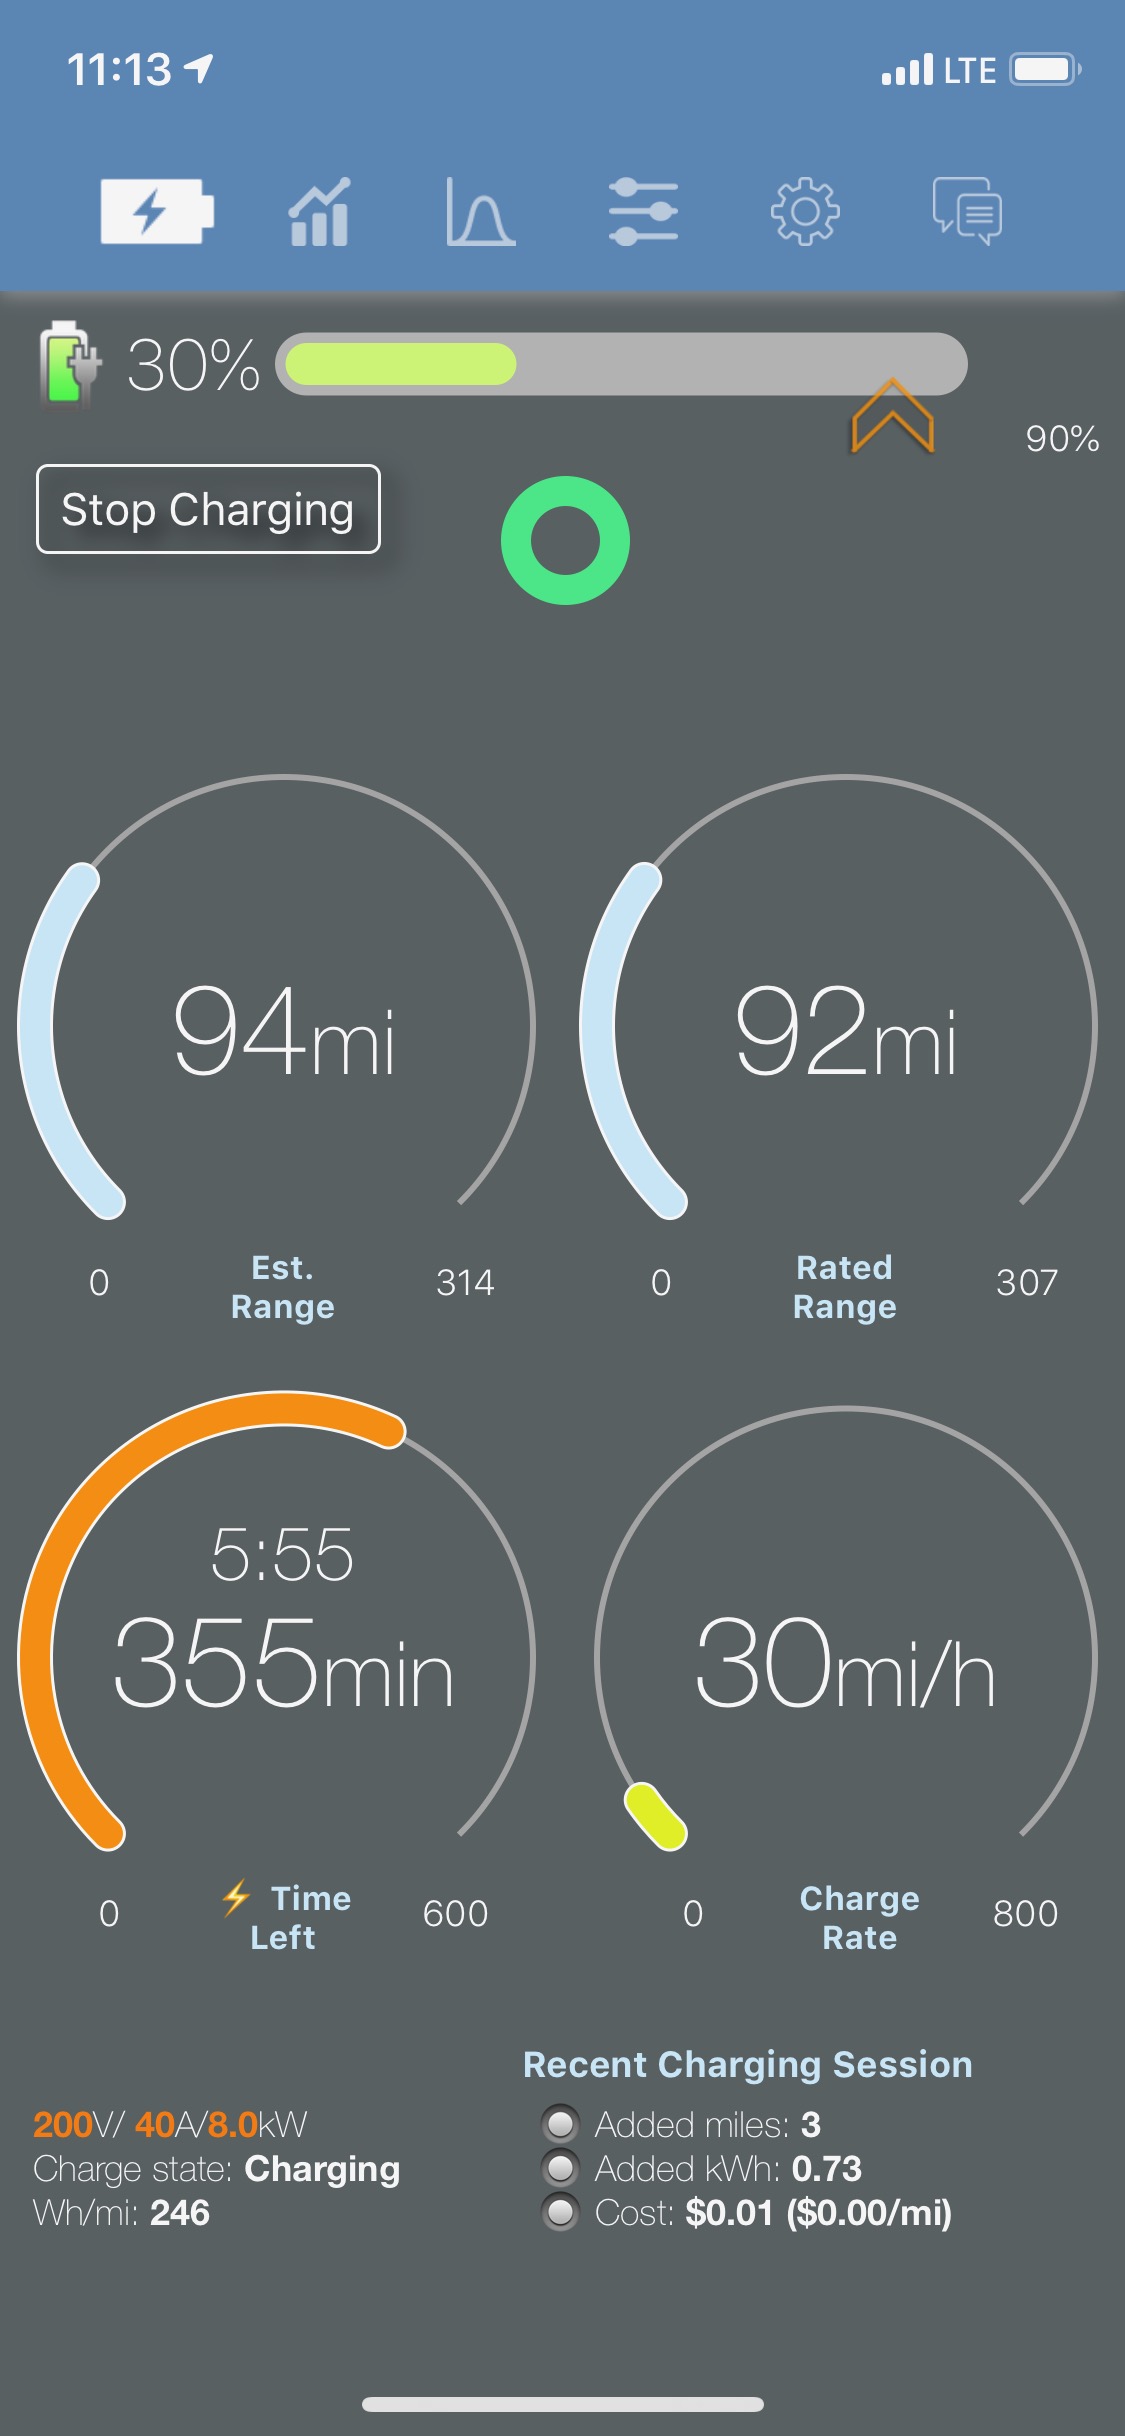 11:13
LTE
30%
90%
Stop Charging
94mi
92mi
0 Est. Range 314
0 Rated Range 307
5:55
355min
30mi/h
0 ⚡ Time Left 600
0 Charge Rate 800
Recent Charging Session
200V/ 40A/8.0kW
Charge state: Charging
Wh/mi: 246
Added miles: 3
Added kWh: 0.73
Cost: $0.01 ($0.00/mi)